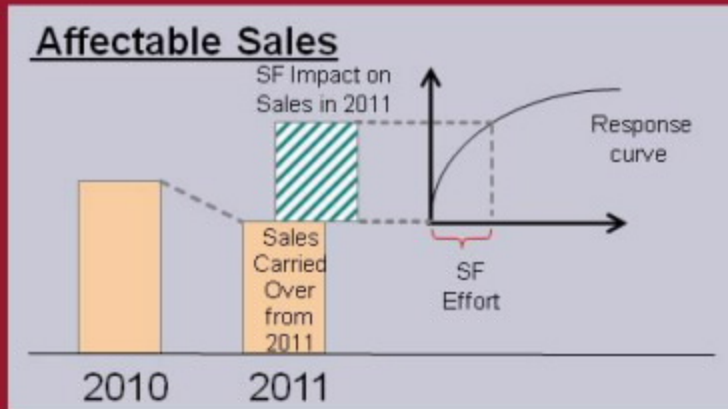 Affectable Sales
SF Impact on
Sales in 2011
Response
curve
Sales
Carried
Over
from
2011
SF
Effort
2010
2011